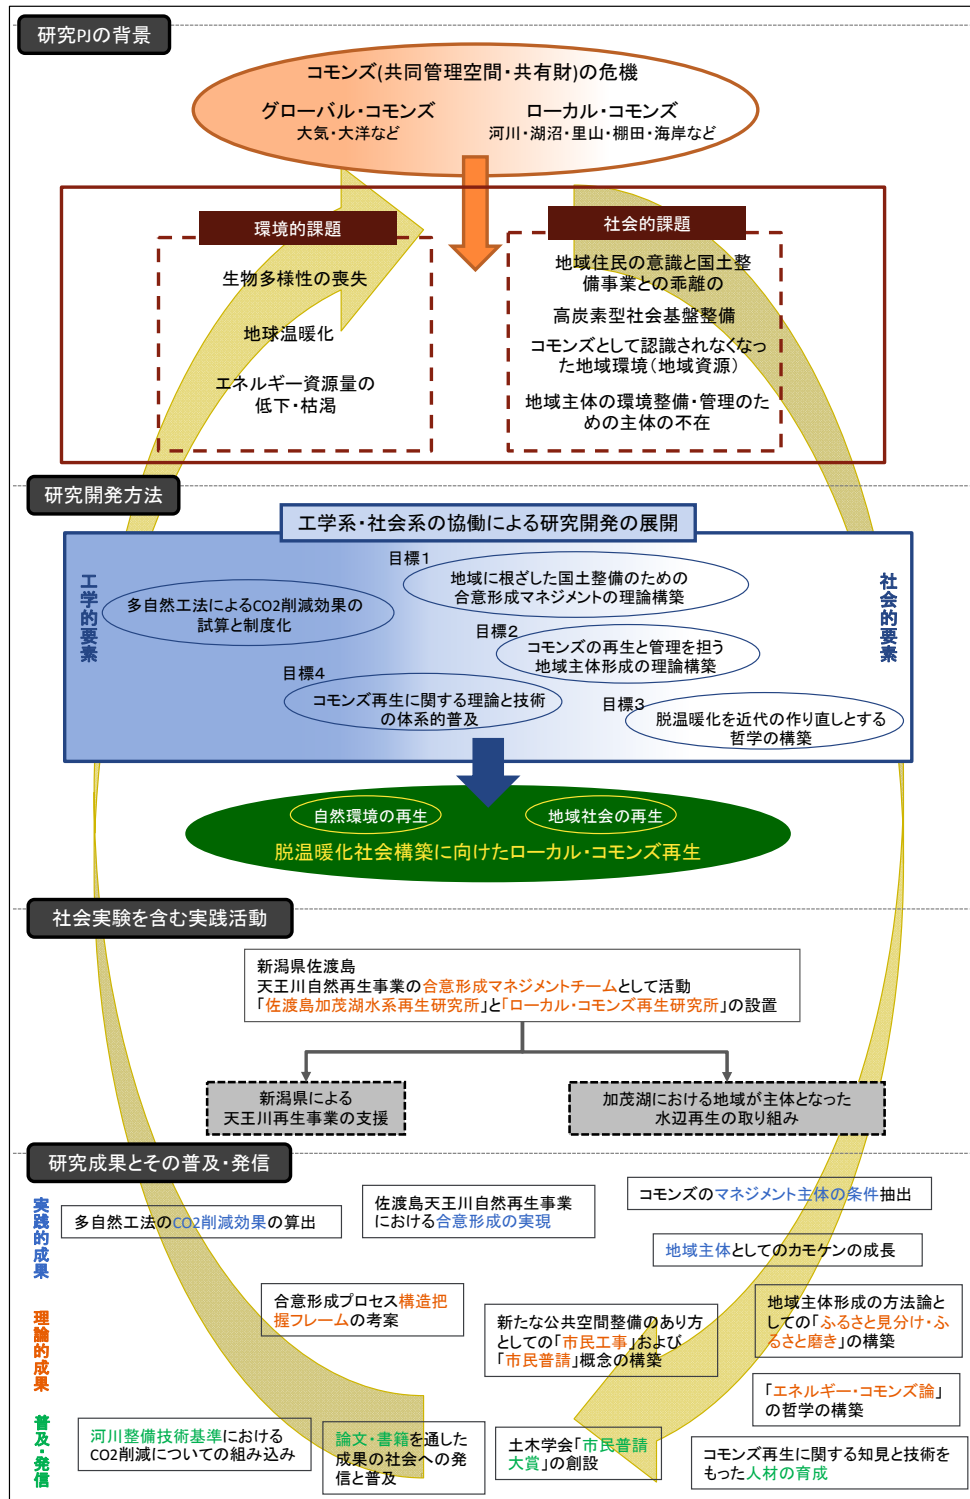 研究PJの背景
コモンズ(共同管理空間・共有財)の危機
グローバル・コモンズ
大気・大洋など
ローカル・コモンズ
河川・湖沼・里山・棚田・海岸など
環境的課題
生物多様性の喪失
地球温暖化
エネルギー資源量の
低下・枯渇
社会的課題
地域住民の意識と国土整
備事業との乖離の
高炭素型社会基盤整備
コモンズとして認識されなくなっ
た地域環境（地域資源）
地域主体の環境整備・管理のた
めの主体の不在
研究開発方法
工学系・社会系の協働による研究開発の展開
工学的要素
社会的要素
目標１
地域に根ざした国土整備のための
合意形成マネジメントの理論構築
多自然工法によるCO2削減効果の
試算と制度化
目標２
コモンズの再生と管理を担う
地域主体形成の理論構築
目標４
コモンズ再生に関する理論と技術
の体系的普及
目標３
脱温暖化を近代の作り直しとする
哲学の構築
自然環境の再生
地域社会の再生
脱温暖化社会構築に向けたローカル・コモンズ再生
社会実験を含む実践活動
新潟県佐渡島
天王川自然再生事業の合意形成マネジメントチームとして活動
「佐渡島加茂湖水系再生研究所」と「ローカル・コモンズ再生研究所」の設置
新潟県による
天王川再生事業の支援
加茂湖における地域が主体となった
水辺再生の取り組み
研究成果とその普及・発信
実践的成果
多自然工法のCO2削減効果の算出
佐渡島天王川自然再生事業
における合意形成の実現
コモンズのマネジメント主体の条件抽出
地域主体としてのカモケンの成長
理論的成果
合意形成プロセス構造把
握フレームの考案
新たな公共空間整備のあり方
としての「市民工事」および
「市民普請」概念の構築
地域主体形成の方法論と
しての「ふるさと見分け・ふ
るさと磨き」の構築
「エネルギー・コモンズ論」
の哲学の構築
普及・発信
河川整備技術基準における
CO2削減についての組み込み
論文・書籍を通した
成果の社会への発
信と普及
土木学会「市民普請
大賞」の創設
コモンズ再生に関する知見と技術を
もった人材の育成